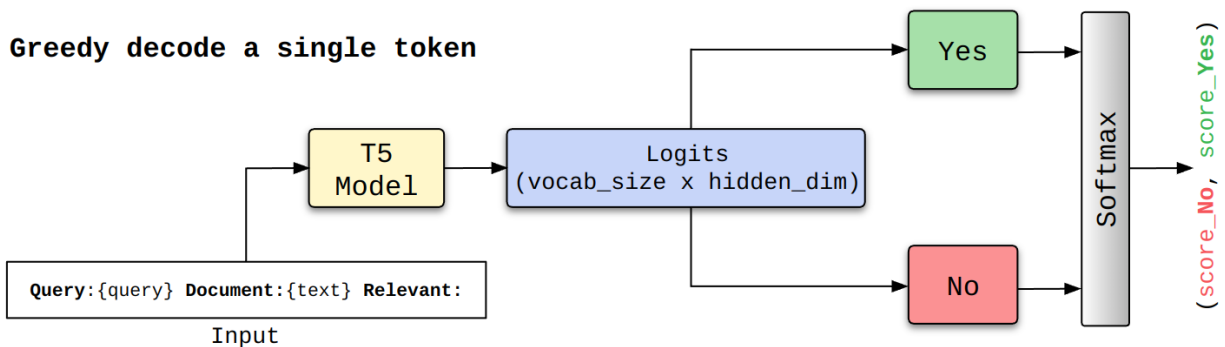 Greedy decode a single token
Query:{query} Document:{text} Relevant:
Input
T5
Model
Logits
(vocab_size x hidden_dim)
Yes
No
Softmax
(score_No, score_Yes)